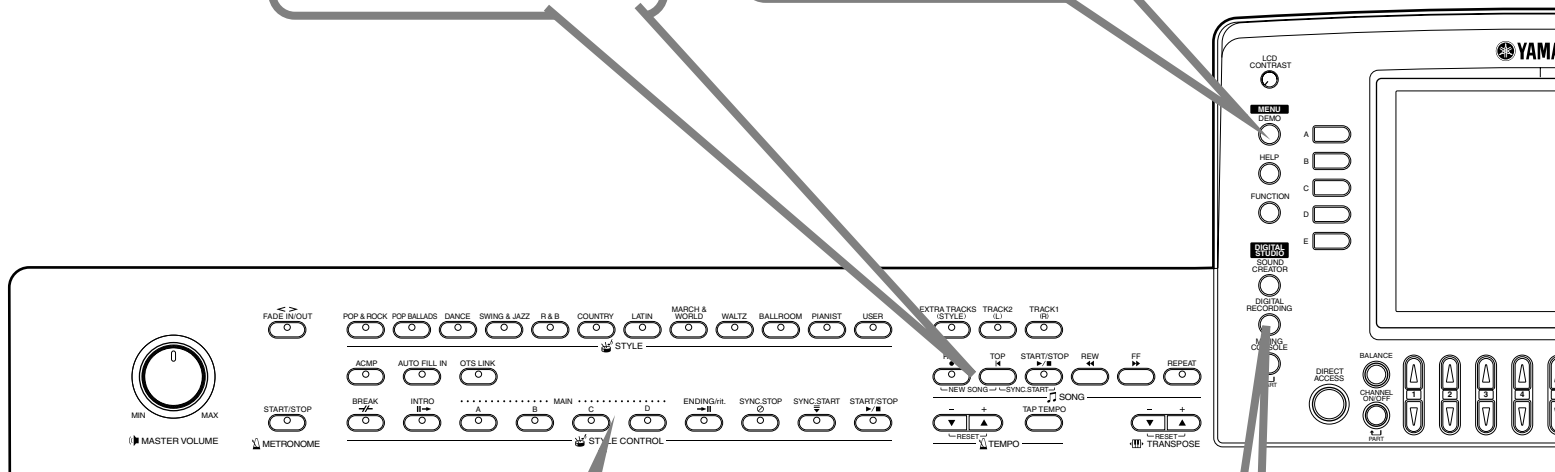 YAMA
LCD
CONTRAST
MENU
DEMO
A
HELP
B
C
FUNCTION
D
E
DIGITAL
STUDIO
SOUND
CREATOR
DIGITAL
RECORDING
CONSOLE
BALANCE
DIRECT
ACCESS
CHANNEL
ON/OFF
PART
1 2 3 4
< >
FADE IN/OUT
POP & ROCK POP BALLADS DANCE SWING & JAZZ R & B COUNTRY LATIN MARCH & WORLD WALTZ BALLROOM PIANIST USER
STYLE
EXTRA TRACKS (STYLE) TRACK2 (L) TRACK1 (R)
ACMP AUTO FILL IN OTS LINK
TOP START/STOP REW FF REPEAT
NEW SONG SYNC.START
SONG
MIN MAX
MASTER VOLUME
START/STOP
METRONOME
BREAK INTRO MAIN A B C D ENDING/rit. SYNC.STOP SYNC.START START/STOP
STYLE CONTROL
– + TAP TEMPO
RESET
TEMPO
– +
RESET
TRANSPOSE